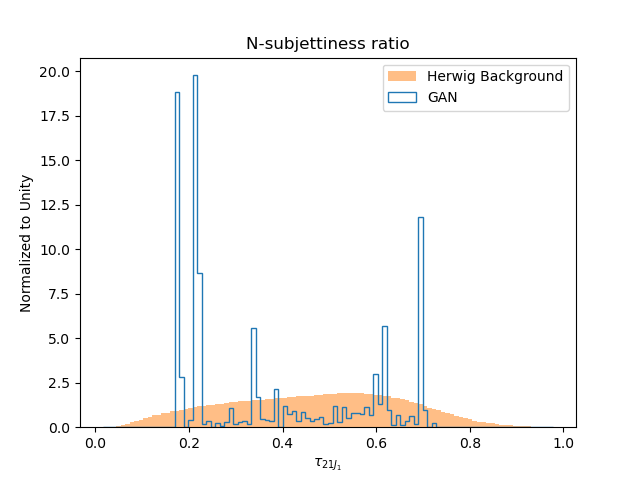 N-subjettiness ratio
Herwig Background
GAN
Normalized to Unity
20.0
17.5
15.0
12.5
10.0
7.5
5.0
2.5
0.0
0.0 0.2 0.4 0.6 0.8 1.0
τ₂₁J₁